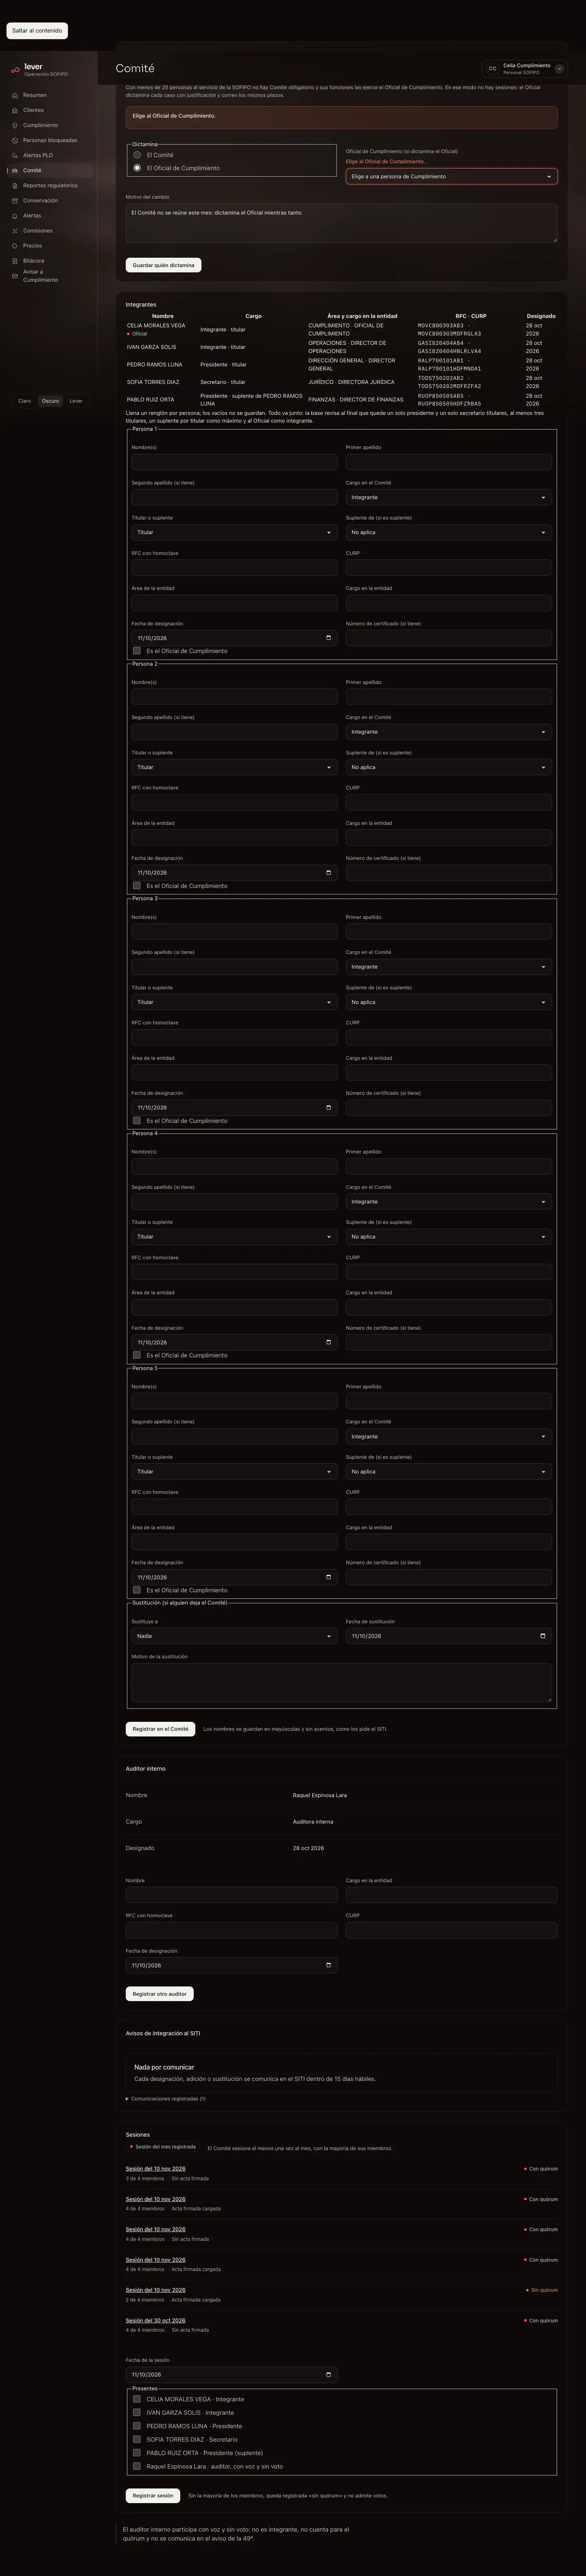 Saltar al contenido
lever
Operación SOFIPO
Comité
CC
Celia Cumplimiento
Personal SOFIPO
Resumen
Clientes
Cumplimiento
Personas bloqueadas
Alertas PLD
Comité
Reportes regulatorios
Conservación
Alertas
Comisiones
Precios
Bitácora
Avisar a
Cumplimiento
Claro
Oscuro
Lever
Con menos de 25 personas al servicio de la SOFIPO no hay Comité obligatorio y sus funciones las ejerce el Oficial de Cumplimiento. En ese modo no hay sesiones: el Oficial
dictamina cada caso con justificación y corren los mismos plazos.
Elige al Oficial de Cumplimiento.
Dictamina
El Comité
El Oficial de Cumplimiento
Oficial de Cumplimiento (si dictamina el Oficial)
Elige al Oficial de Cumplimiento.
Elige a una persona de Cumplimiento
Motivo del cambio
El Comité no se reúne este mes: dictamina el Oficial mientras tanto.
Guardar quién dictamina
Integrantes
Nombre Cargo Área y cargo en la entidad RFC · CURP Designado
CELIA MORALES VEGA
Oficial
Integrante · titular
CUMPLIMIENTO · OFICIAL DE
CUMPLIMIENTO
MOVC800303AB3 ·
MOVC800303MDFRGLA3
28 oct
2026
IVAN GARZA SOLIS
Integrante · titular
OPERACIONES · DIRECTOR DE
OPERACIONES
GASI820404AB4 ·
GASI820404HNLRLVA4
28 oct
2026
PEDRO RAMOS LUNA
Presidente · titular
DIRECCIÓN GENERAL · DIRECTOR
GENERAL
RALP700101AB1 ·
RALP700101HDFMNDA1
28 oct
2026
SOFIA TORRES DIAZ
Secretario · titular
JURÍDICO · DIRECTORA JURÍDICA
TODS750202AB2 ·
TODS750202MDFRZFA2
28 oct
2026
PABLO RUIZ ORTA
Presidente · suplente de PEDRO RAMOS
LUNA
FINANZAS · DIRECTOR DE FINANZAS
RUOP850505AB5 ·
RUOP850505HDFZRBA5
28 oct
2026
Llena un renglón por persona; los vacíos no se guardan. Todo va junto: la base revisa al final que quede un solo presidente y un solo secretario titulares, al menos tres
titulares, un suplente por titular como máximo y al Oficial como integrante.
Persona 1
Nombre(s)
Primer apellido
Segundo apellido (si tiene)
Cargo en el Comité
Integrante
Titular o suplente
Suplente de (si es suplente)
Titular
No aplica
RFC con homoclave
CURP
Área de la entidad
Cargo en la entidad
Fecha de designación
Número de certificado (si tiene)
11/10/2026
Es el Oficial de Cumplimiento
Persona 2
Nombre(s)
Primer apellido
Segundo apellido (si tiene)
Cargo en el Comité
Integrante
Titular o suplente
Suplente de (si es suplente)
Titular
No aplica
RFC con homoclave
CURP
Área de la entidad
Cargo en la entidad
Fecha de designación
Número de certificado (si tiene)
11/10/2026
Es el Oficial de Cumplimiento
Persona 3
Nombre(s)
Primer apellido
Segundo apellido (si tiene)
Cargo en el Comité
Integrante
Titular o suplente
Suplente de (si es suplente)
Titular
No aplica
RFC con homoclave
CURP
Área de la entidad
Cargo en la entidad
Fecha de designación
Número de certificado (si tiene)
11/10/2026
Es el Oficial de Cumplimiento
Persona 4
Nombre(s)
Primer apellido
Segundo apellido (si tiene)
Cargo en el Comité
Integrante
Titular o suplente
Suplente de (si es suplente)
Titular
No aplica
RFC con homoclave
CURP
Área de la entidad
Cargo en la entidad
Fecha de designación
Número de certificado (si tiene)
11/10/2026
Es el Oficial de Cumplimiento
Persona 5
Nombre(s)
Primer apellido
Segundo apellido (si tiene)
Cargo en el Comité
Integrante
Titular o suplente
Suplente de (si es suplente)
Titular
No aplica
RFC con homoclave
CURP
Área de la entidad
Cargo en la entidad
Fecha de designación
Número de certificado (si tiene)
11/10/2026
Es el Oficial de Cumplimiento
Sustitución (si alguien deja el Comité)
Sustituye a
Fecha de sustitución
Nadie
11/10/2026
Motivo de la sustitución
Registrar en el Comité
Los nombres se guardan en mayúsculas y sin acentos, como los pide el SITI.
Auditor interno
Nombre
Raquel Espinosa Lara
Cargo
Auditora interna
Designado
28 oct 2026
Nombre
Cargo en la entidad
RFC con homoclave
CURP
Fecha de designación
11/10/2026
Registrar otro auditor
Avisos de integración al SITI
Nada por comunicar
Cada designación, adición o sustitución se comunica en el SITI dentro de 15 días hábiles.
Comunicaciones registradas (1)
Sesiones
Sesión del mes registrada
El Comité sesiona al menos una vez al mes, con la mayoría de sus miembros.
Sesión del 10 nov 2026
Con quórum
3 de 4 miembros Sin acta firmada
Sesión del 10 nov 2026
Con quórum
4 de 4 miembros Acta firmada cargada
Sesión del 10 nov 2026
Con quórum
4 de 4 miembros Sin acta firmada
Sesión del 10 nov 2026
Con quórum
4 de 4 miembros Acta firmada cargada
Sesión del 10 nov 2026
Sin quórum
2 de 4 miembros Acta firmada cargada
Sesión del 30 oct 2026
Con quórum
4 de 4 miembros Sin acta firmada
Fecha de la sesión
11/10/2026
Presentes
CELIA MORALES VEGA · Integrante
IVAN GARZA SOLIS · Integrante
PEDRO RAMOS LUNA · Presidente
SOFIA TORRES DIAZ · Secretario
PABLO RUIZ ORTA · Presidente (suplente)
Raquel Espinosa Lara · auditor, con voz y sin voto
Registrar sesión
Sin la mayoría de los miembros, queda registrada «sin quórum» y no admite votos.
El auditor interno participa con voz y sin voto: no es integrante, no cuenta para el
quórum y no se comunica en el aviso de la 49ª.